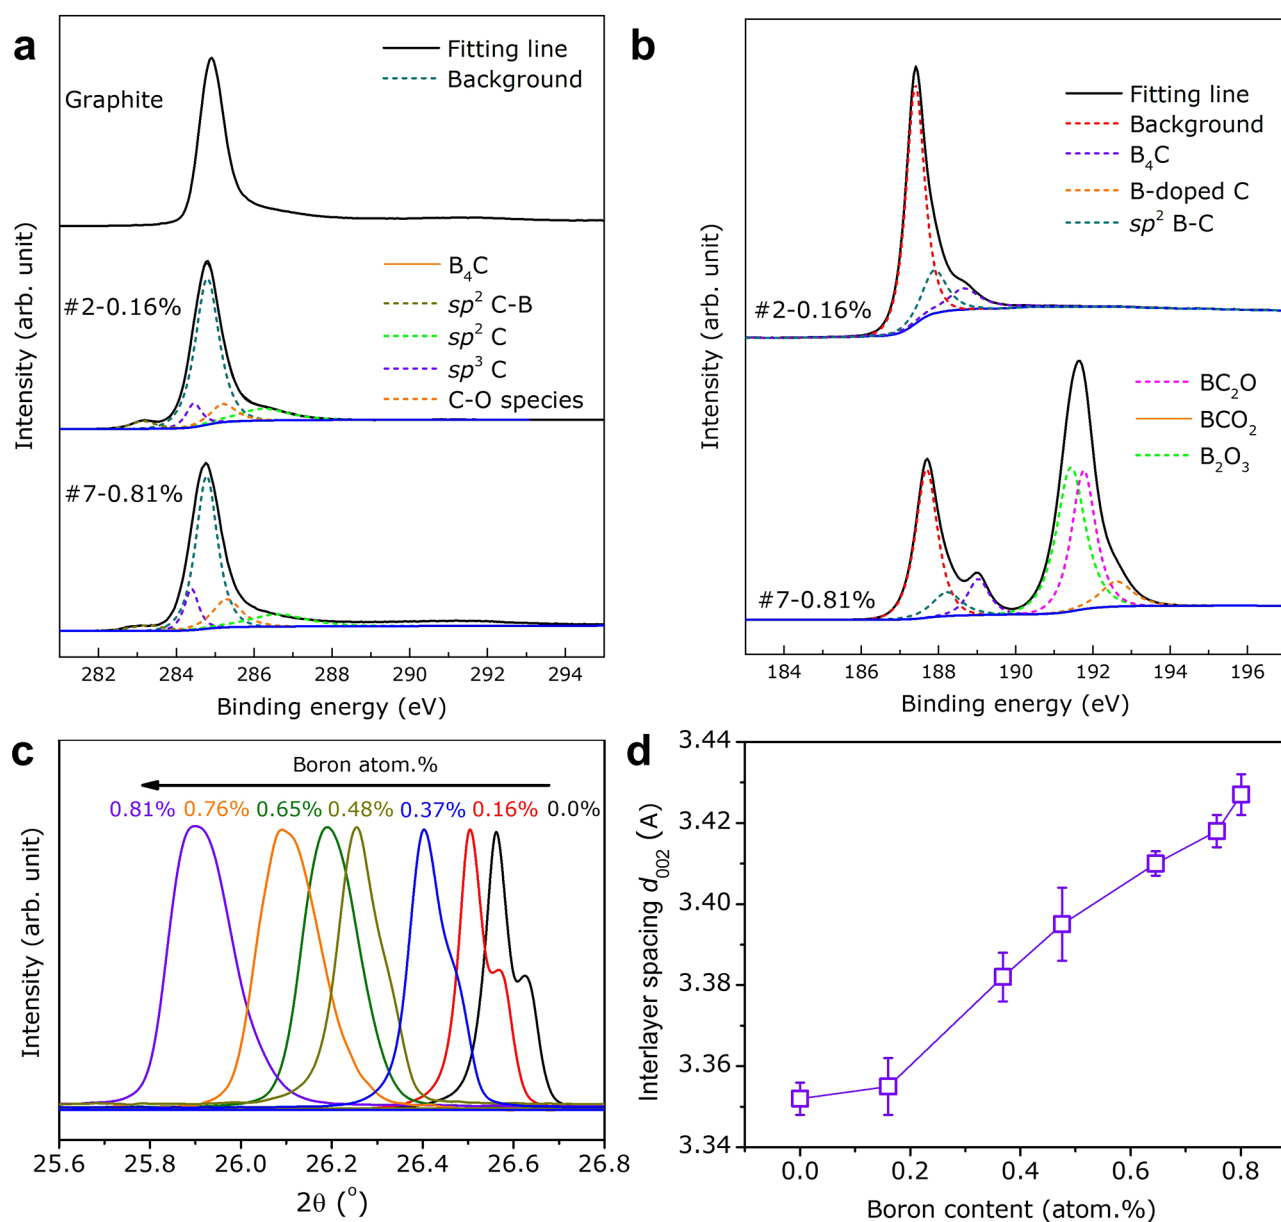 a
Fitting line
Background
Graphite
B₄C
sp² C-B
sp² C
sp³ C
C-O species
#2-0.16%
#7-0.81%
Intensity (arb. unit)
282 284 286 288 290 292 294
Binding energy (eV)
b
Fitting line
Background
B₄C
B-doped C
sp² B-C
#2-0.16%
BC₂O
BCO₂
B₂O₃
#7-0.81%
Intensity (arb. unit)
184 186 188 190 192 194 196
Binding energy (eV)
c
Boron atom.%
0.81% 0.76% 0.65% 0.48% 0.37% 0.16% 0.0%
Intensity (arb. unit)
25.6 25.8 26.0 26.2 26.4 26.6 26.8
2θ (°)
d
3.44
3.42
3.40
3.38
3.36
3.34
Interlayer spacing d₀₀₂ (A)
0.0 0.2 0.4 0.6 0.8
Boron content (atom.%)